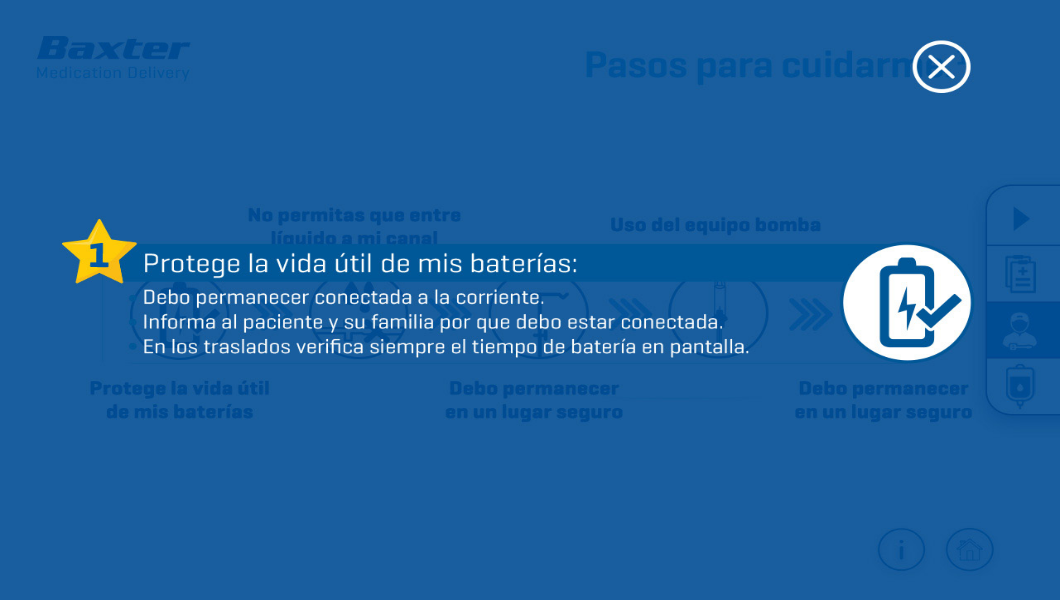 Baxter
Medication Delivery
Pasos para
No permitas que entre
líquido a mi canal
Uso del equipo bomba
1
Protege la vida útil de mis baterías:
Debo permanecer conectada a la corriente.
Informa al paciente y su familia por que debo estar conectada.
En los traslados verifica siempre el tiempo de batería en pantalla.
Protege la vida útil
de mis baterías
Debo permanecer
en un lugar seguro
Debo permanecer
en un lugar seguro
i